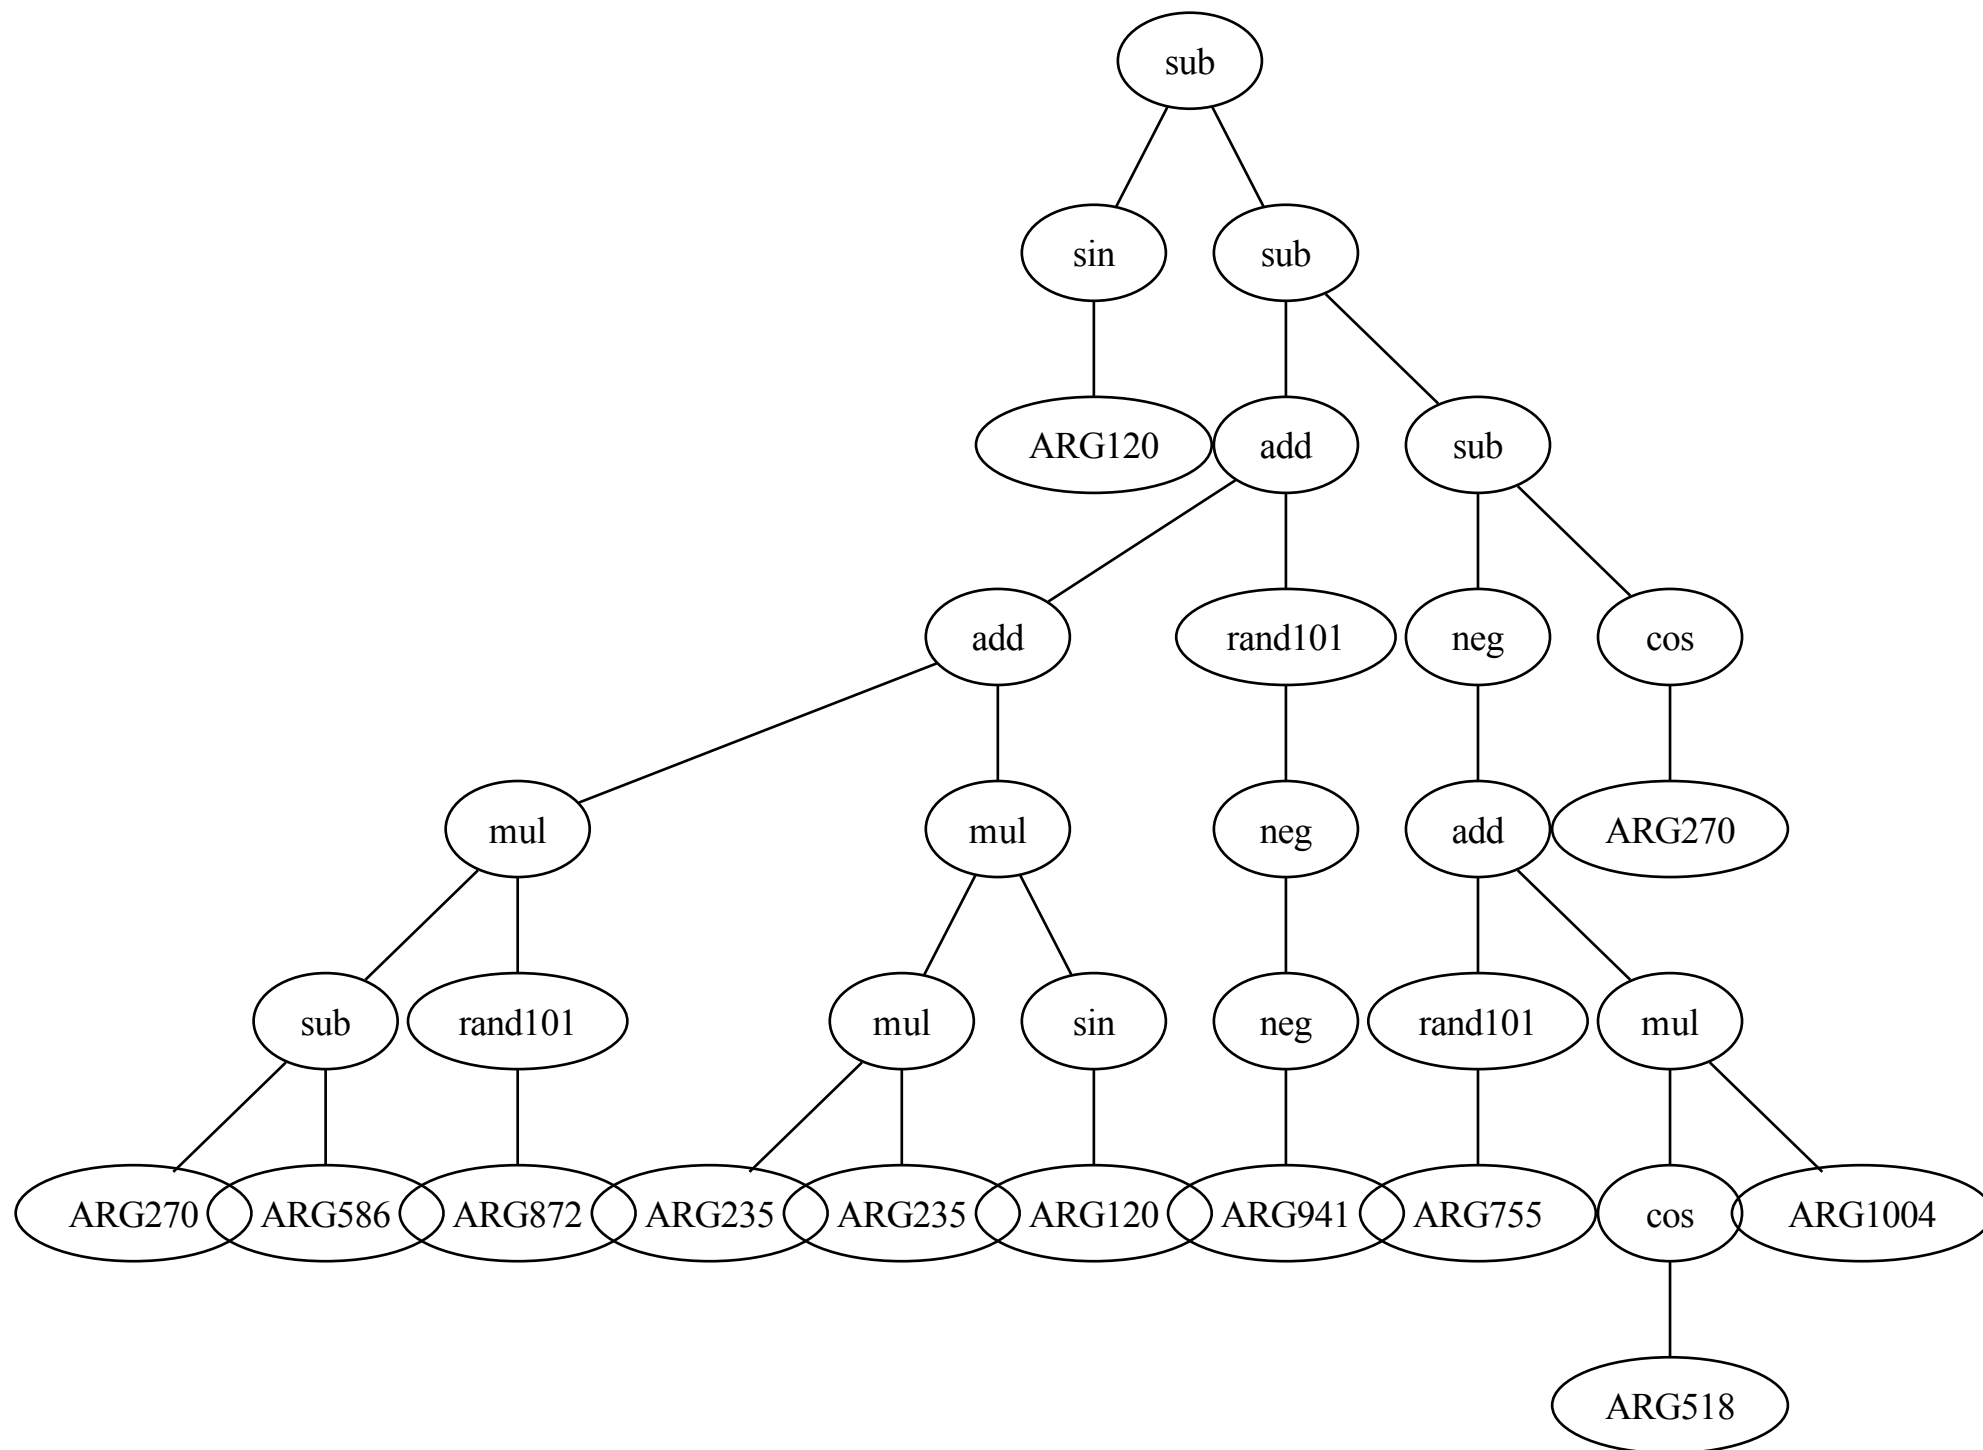 sub
sin sub
ARG120 add sub
add rand101 neg cos
mul mul neg add ARG270
sub rand101 mul sin neg rand101 mul
ARG270 ARG586 ARG872 ARG235 ARG235 ARG120 ARG941 ARG755 cos ARG1004
ARG518